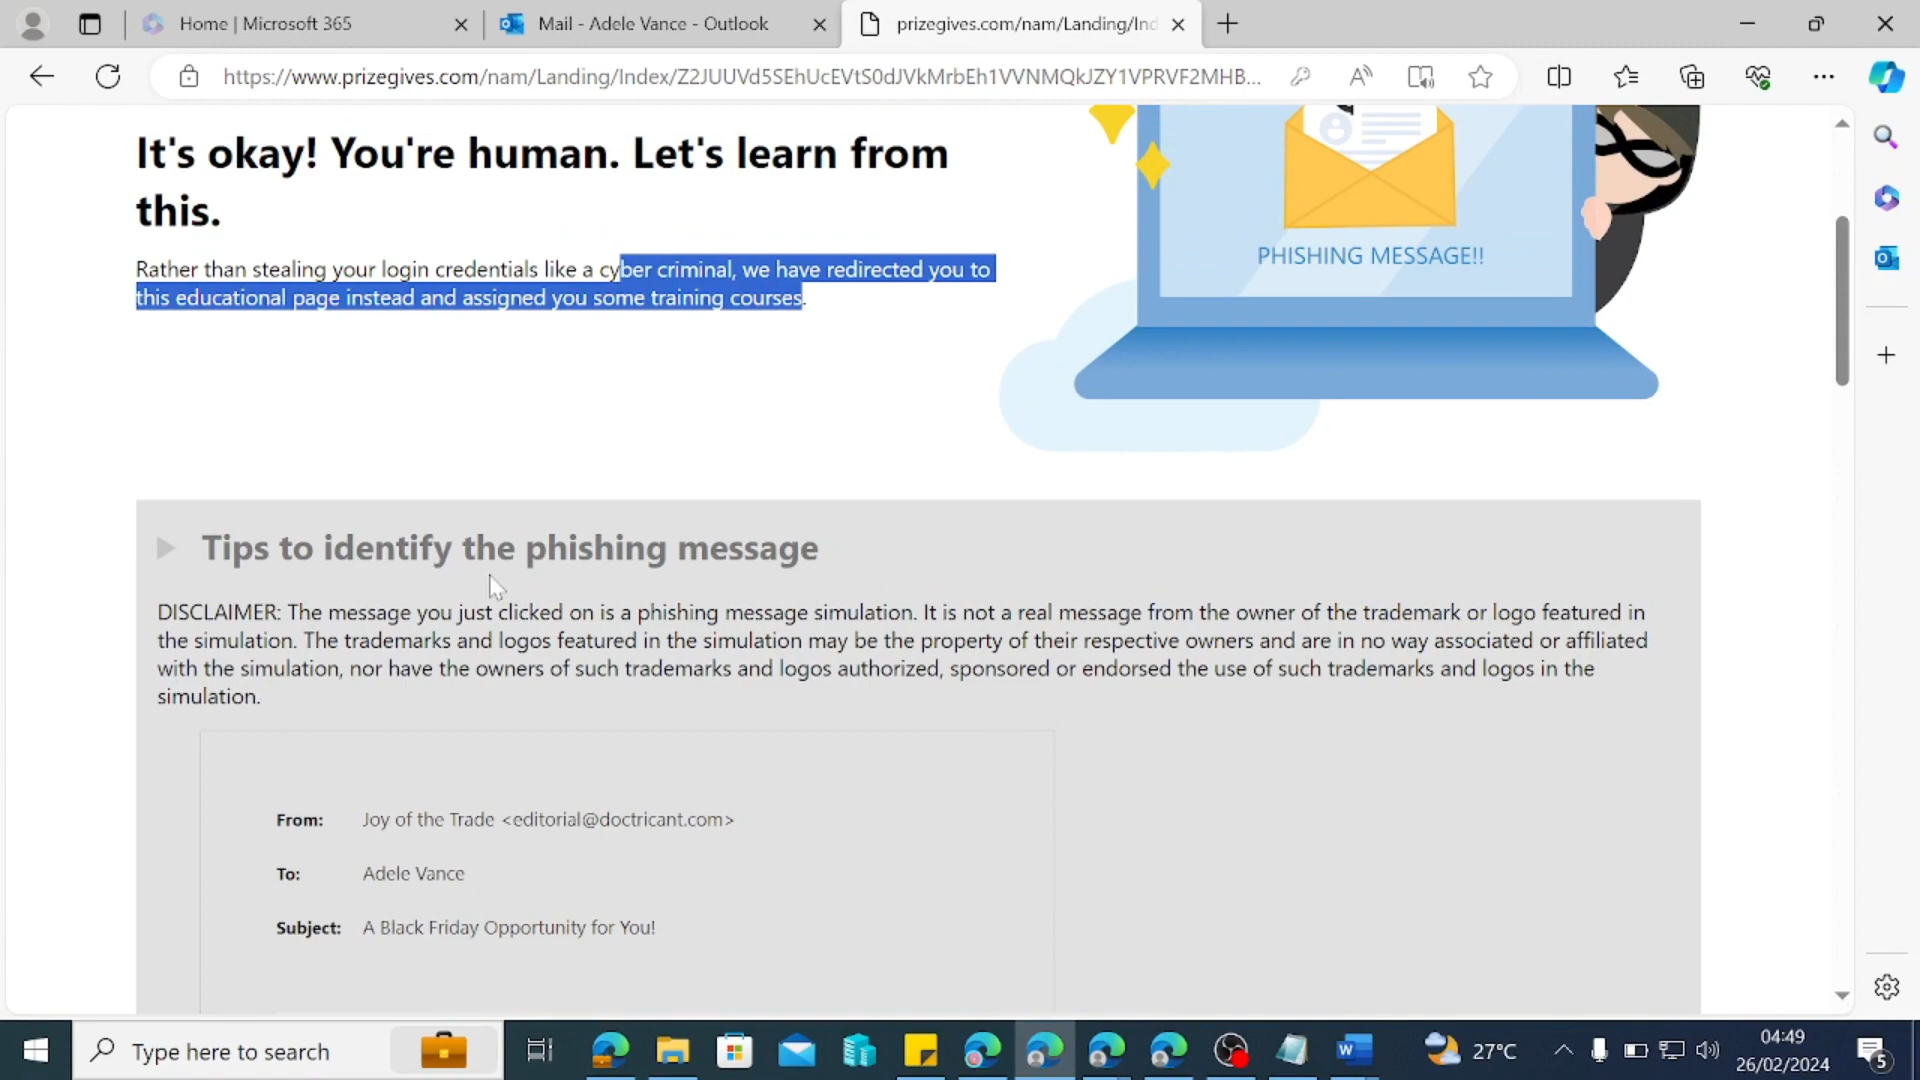 Home | Microsoft 365
Mail - Adele Vance - Outlook
prizegives.com/nam/Landing/Ind
https://www.prizegives.com/nam/Landing/Index/Z2JUUVd5SEhUcEVtS0dJVkMrbEh1VVNMQkJZY1VPRVF2MHB...
It's okay! You're human. Let's learn from
this.
Rather than stealing your login credentials like a cyber criminal, we have redirected you to
this educational page instead and assigned you some training courses.
PHISHING MESSAGE!!
Tips to identify the phishing message
DISCLAIMER: The message you just clicked on is a phishing message simulation. It is not a real message from the owner of the trademark or logo featured in
the simulation. The trademarks and logos featured in the simulation may be the property of their respective owners and are in no way associated or affiliated
with the simulation, nor have the owners of such trademarks and logos authorized, sponsored or endorsed the use of such trademarks and logos in the
simulation.
From: Joy of the Trade <editorial@doctricant.com>
To: Adele Vance
Subject: A Black Friday Opportunity for You!
Type here to search
27°C
04:49
26/02/2024
5